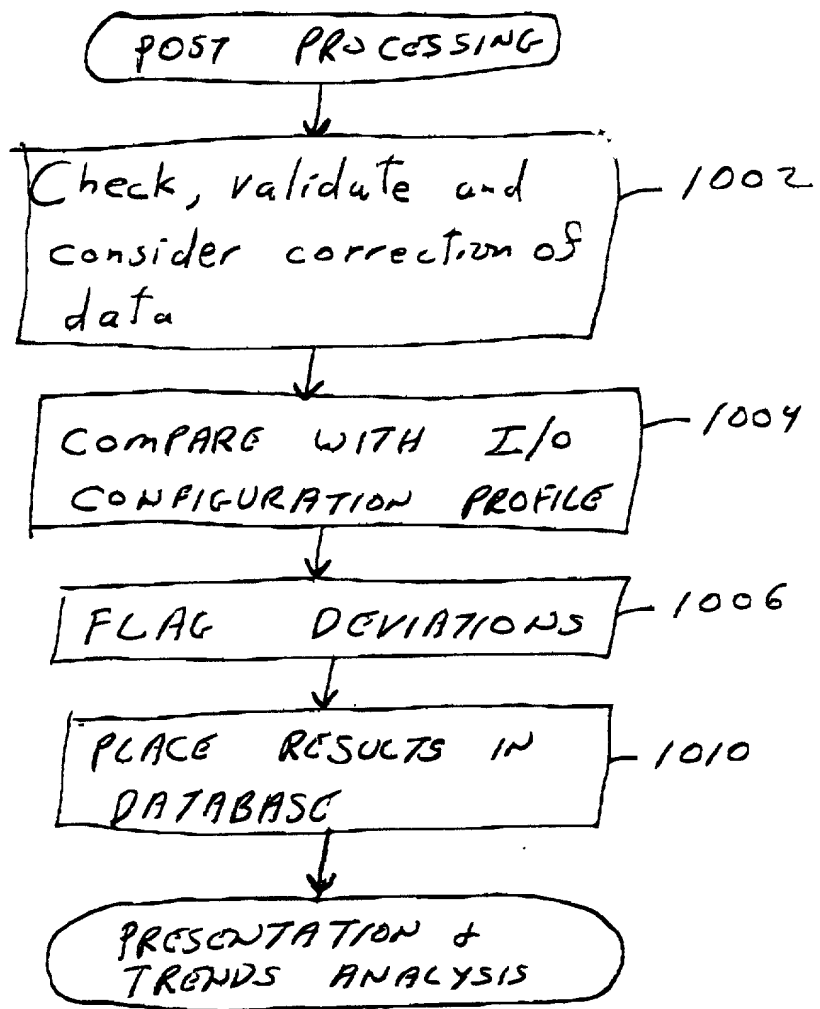 POST PROCESSING
Check, validate and
consider correction of
data
1002
COMPARE WITH I/O
CONFIGURATION PROFILE
1004
FLAG DEVIATIONS
1006
PLACE RESULTS IN
DATABASE
1010
PRESENTATION &
TRENDS ANALYSIS